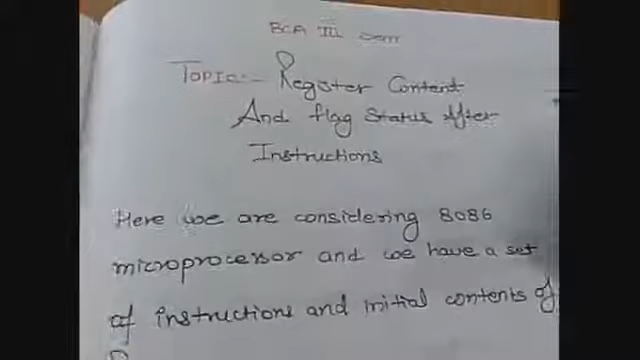 BCA III Sem
Topic:- Register Content
And flag Status After
Instructions
Here we are considering 8086
microprocessor and we have a set
of instructions and initial contents of